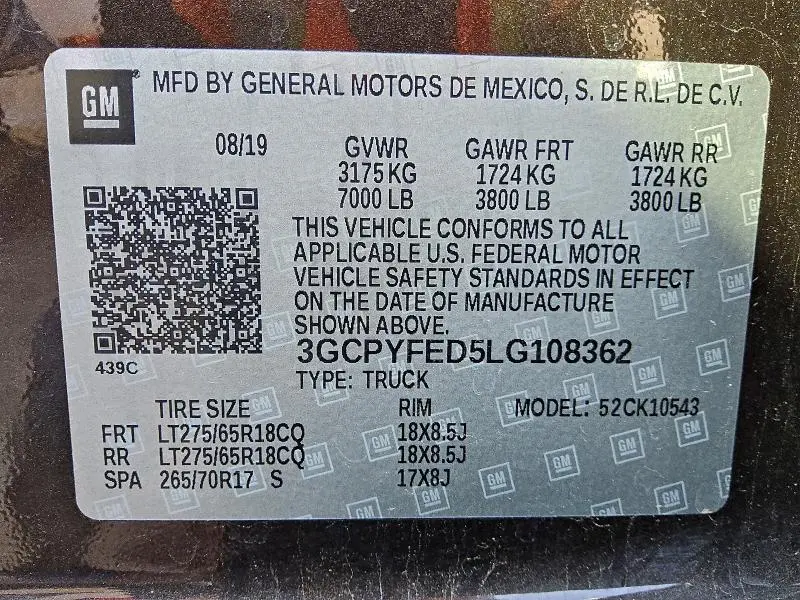 GM
MFD BY GENERAL MOTORS DE MEXICO, S. DE R.L. DE C.V.
08/19 GVWR GAWR FRT GAWR RR
3175 KG 1724 KG 1724 KG
7000 LB 3800 LB 3800 LB
THIS VEHICLE CONFORMS TO ALL
APPLICABLE U.S. FEDERAL MOTOR
VEHICLE SAFETY STANDARDS IN EFFECT
ON THE DATE OF MANUFACTURE
SHOWN ABOVE.
439C
3GCPYFED5LG108362
TYPE: TRUCK
TIRE SIZE RIM MODEL: 52CK10543
FRT LT275/65R18CQ 18X8.5J
RR LT275/65R18CQ 18X8.5J
SPA 265/70R17 S 17X8J